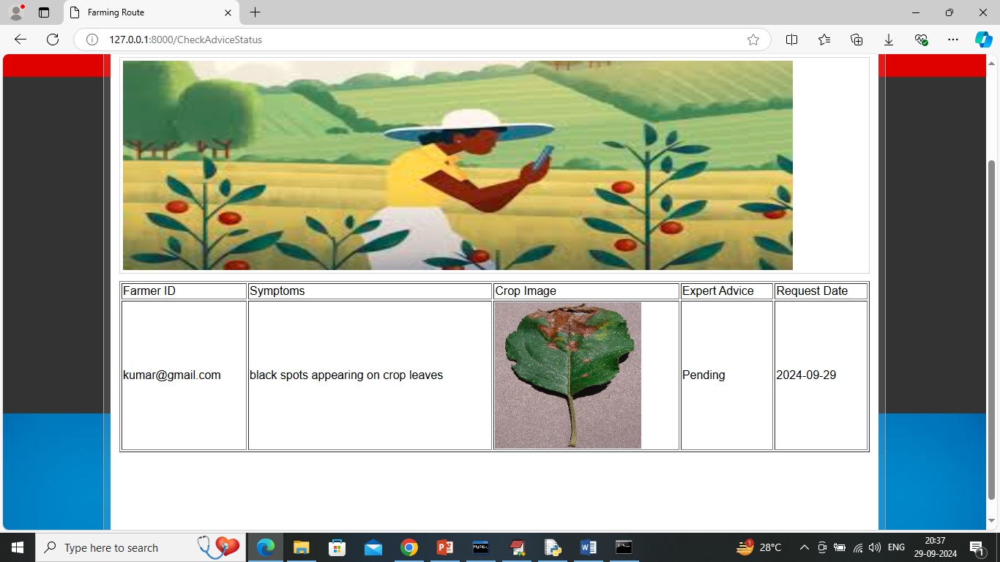 Farming Route
127.0.0.1:8000/CheckAdviceStatus
Farmer ID Symptoms Crop Image Expert Advice Request Date
kumar@gmail.com black spots appearing on crop leaves Pending 2024-09-29
Type here to search
1 28°C ENG 20:37
29-09-2024 1